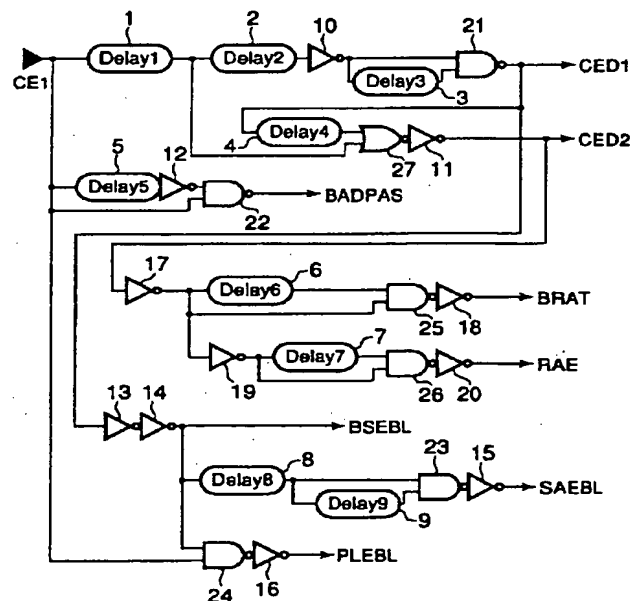 1
2
10
21
Delay1
Delay2
CED1
CE1
Delay3
3
4
Delay4
CED2
5
12
27
11
Delay5
BADPAS
22
17
6
Delay6
BRAT
25
18
7
Delay7
RAE
19
26
20
13
14
BSEBL
8
23
15
Delay8
SAEBL
Delay9
9
PLEBL
24
16